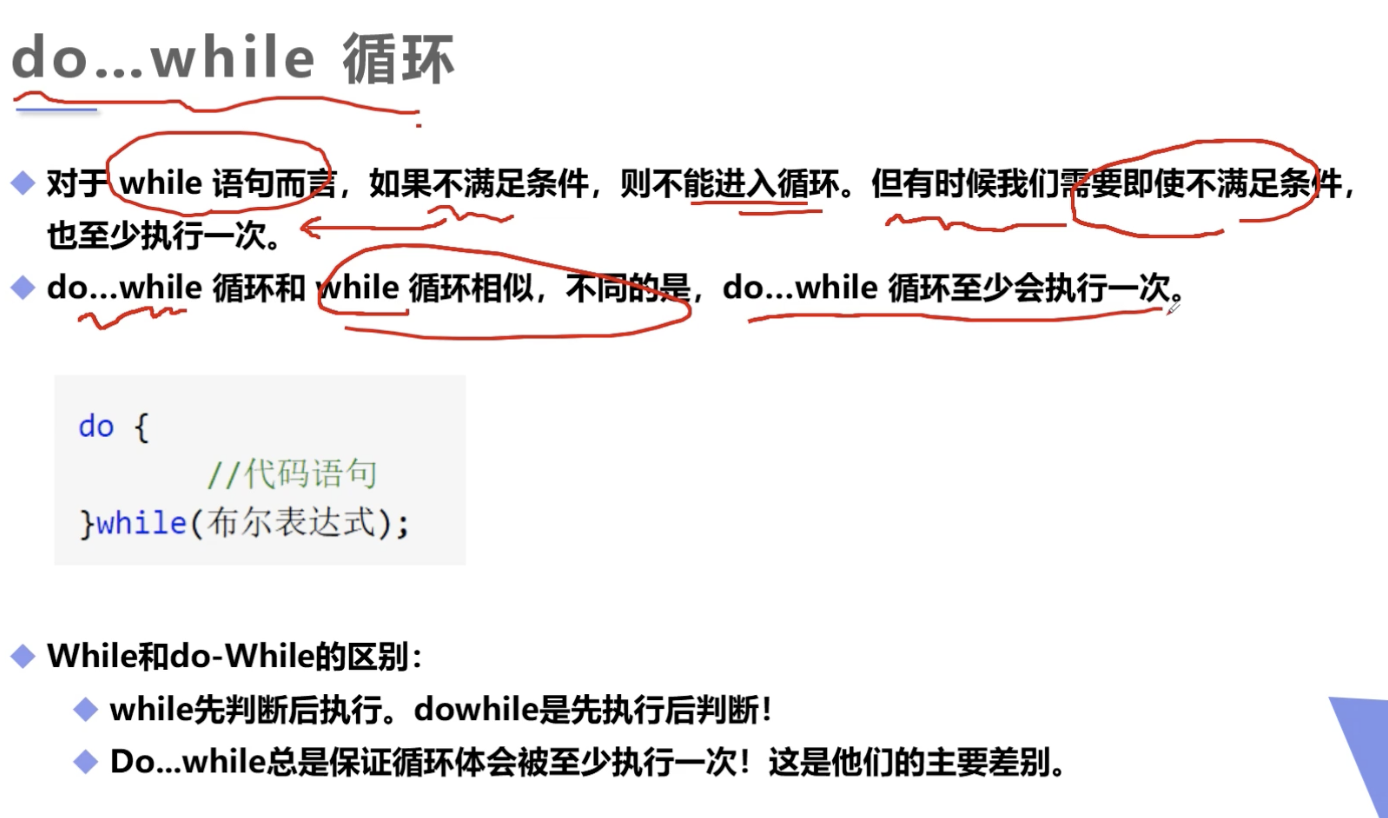 do...while 循环
对于 while 语句而言，如果不满足条件，则不能进入循环。但有时候我们需要即使不满足条件，
也至少执行一次。
do...while 循环和 while 循环相似，不同的是，do...while 循环至少会执行一次。
do {
//代码语句
}while(布尔表达式);
While和do-While的区别：
while先判断后执行。dowhile是先执行后判断！
Do...while总是保证循环体会被至少执行一次！这是他们的主要差别。